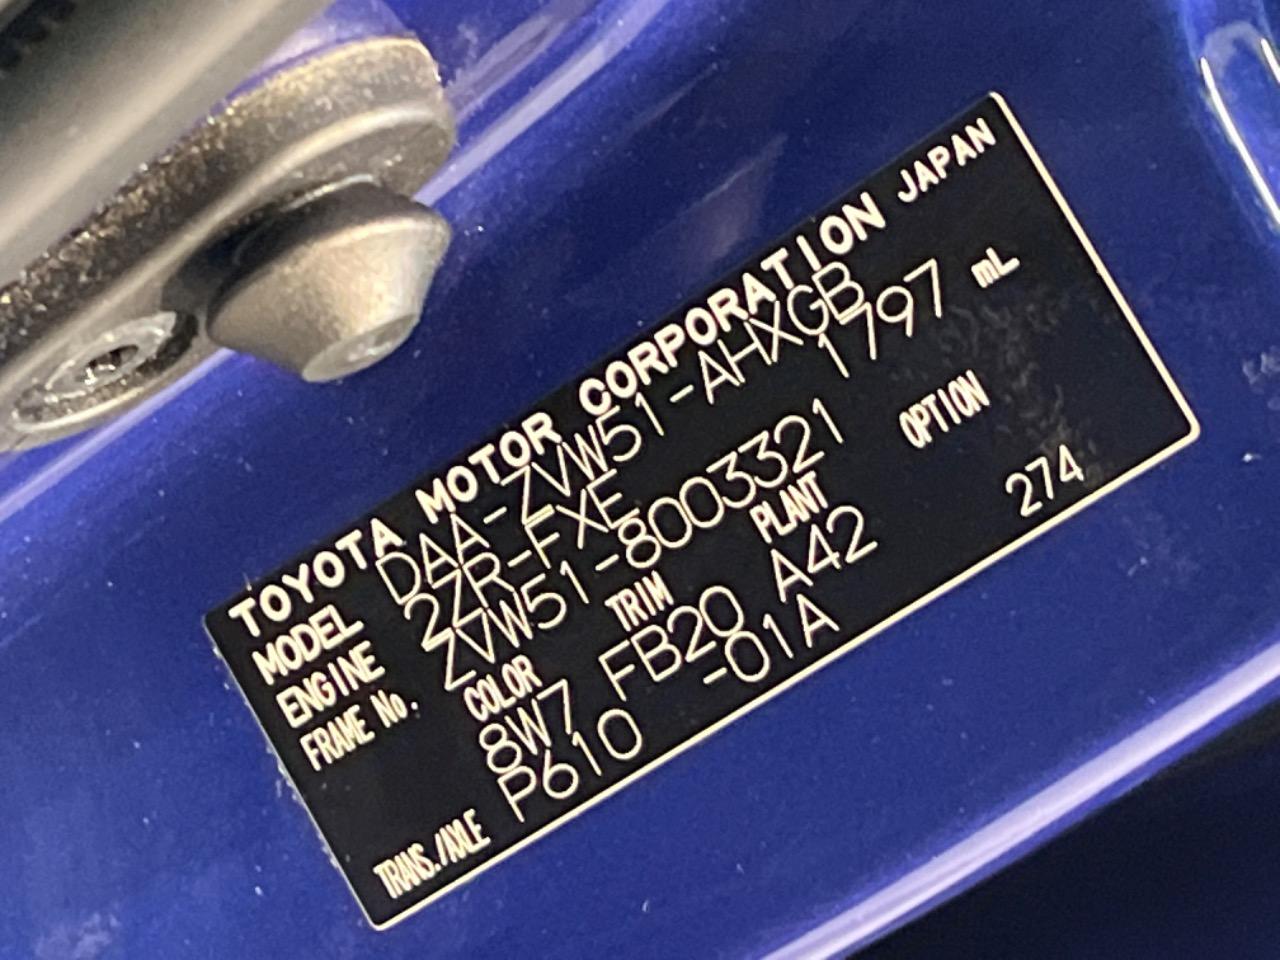 TOYOTA MOTOR CORPORATION JAPAN
MODEL DAA-ZVW51-AHXGB
ENGINE 2ZR-FXE 1797 mL
FRAME No. ZVW51-8003321
COLOR TRIM PLANT OPTION
8W7 FB20 A42
TRANS./AXLE P610 -01A 274